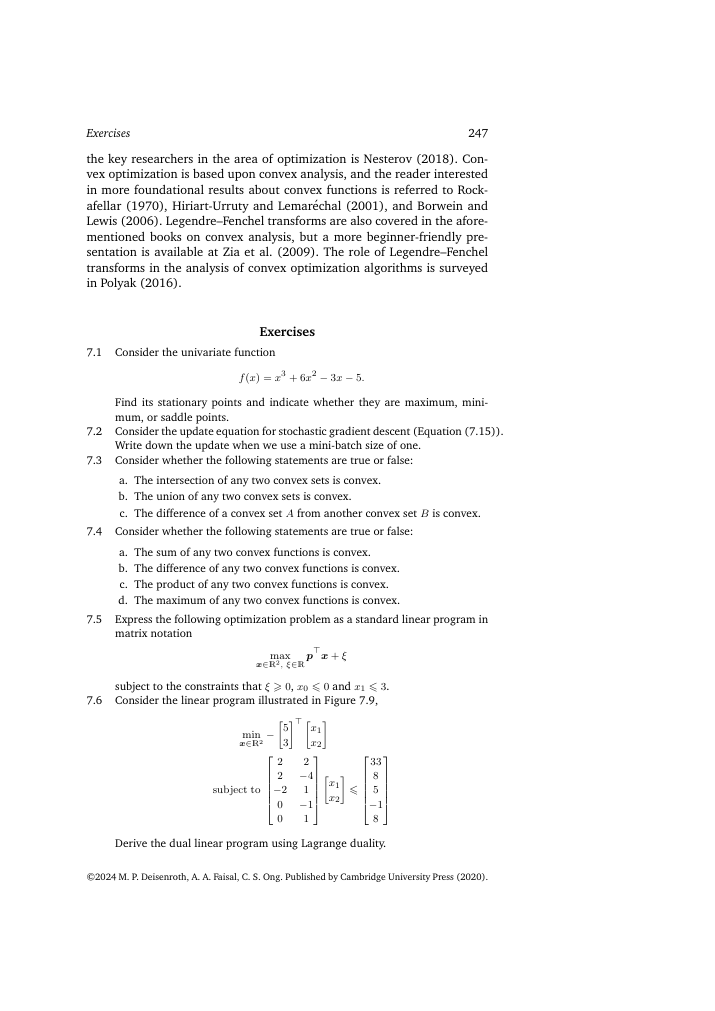 Exercises 247
the key researchers in the area of optimization is Nesterov (2018). Con-
vex optimization is based upon convex analysis, and the reader interested
in more foundational results about convex functions is referred to Rock-
afellar (1970), Hiriart-Urruty and Lemaréchal (2001), and Borwein and
Lewis (2006). Legendre–Fenchel transforms are also covered in the afore-
mentioned books on convex analysis, but a more beginner-friendly pre-
sentation is available at Zia et al. (2009). The role of Legendre–Fenchel
transforms in the analysis of convex optimization algorithms is surveyed
in Polyak (2016).
Exercises
7.1 Consider the univariate function
f(x) = x³ + 6x² − 3x − 5.
Find its stationary points and indicate whether they are maximum, mini-
mum, or saddle points.
7.2 Consider the update equation for stochastic gradient descent (Equation (7.15)).
Write down the update when we use a mini-batch size of one.
7.3 Consider whether the following statements are true or false:
a. The intersection of any two convex sets is convex.
b. The union of any two convex sets is convex.
c. The difference of a convex set A from another convex set B is convex.
7.4 Consider whether the following statements are true or false:
a. The sum of any two convex functions is convex.
b. The difference of any two convex functions is convex.
c. The product of any two convex functions is convex.
d. The maximum of any two convex functions is convex.
7.5 Express the following optimization problem as a standard linear program in
matrix notation
max p⊤x + ξ
x∈ℝ², ξ∈ℝ
subject to the constraints that ξ ⩾ 0, x₀ ⩽ 0 and x₁ ⩽ 3.
7.6 Consider the linear program illustrated in Figure 7.9,
min − [5 3]⊤ [x₁ x₂]
x∈ℝ²
subject to [2 2; 2 −4; −2 1; 0 −1; 0 1] [x₁ x₂] ⩽ [33 8 5 −1 8]
Derive the dual linear program using Lagrange duality.
©2024 M. P. Deisenroth, A. A. Faisal, C. S. Ong. Published by Cambridge University Press (2020).